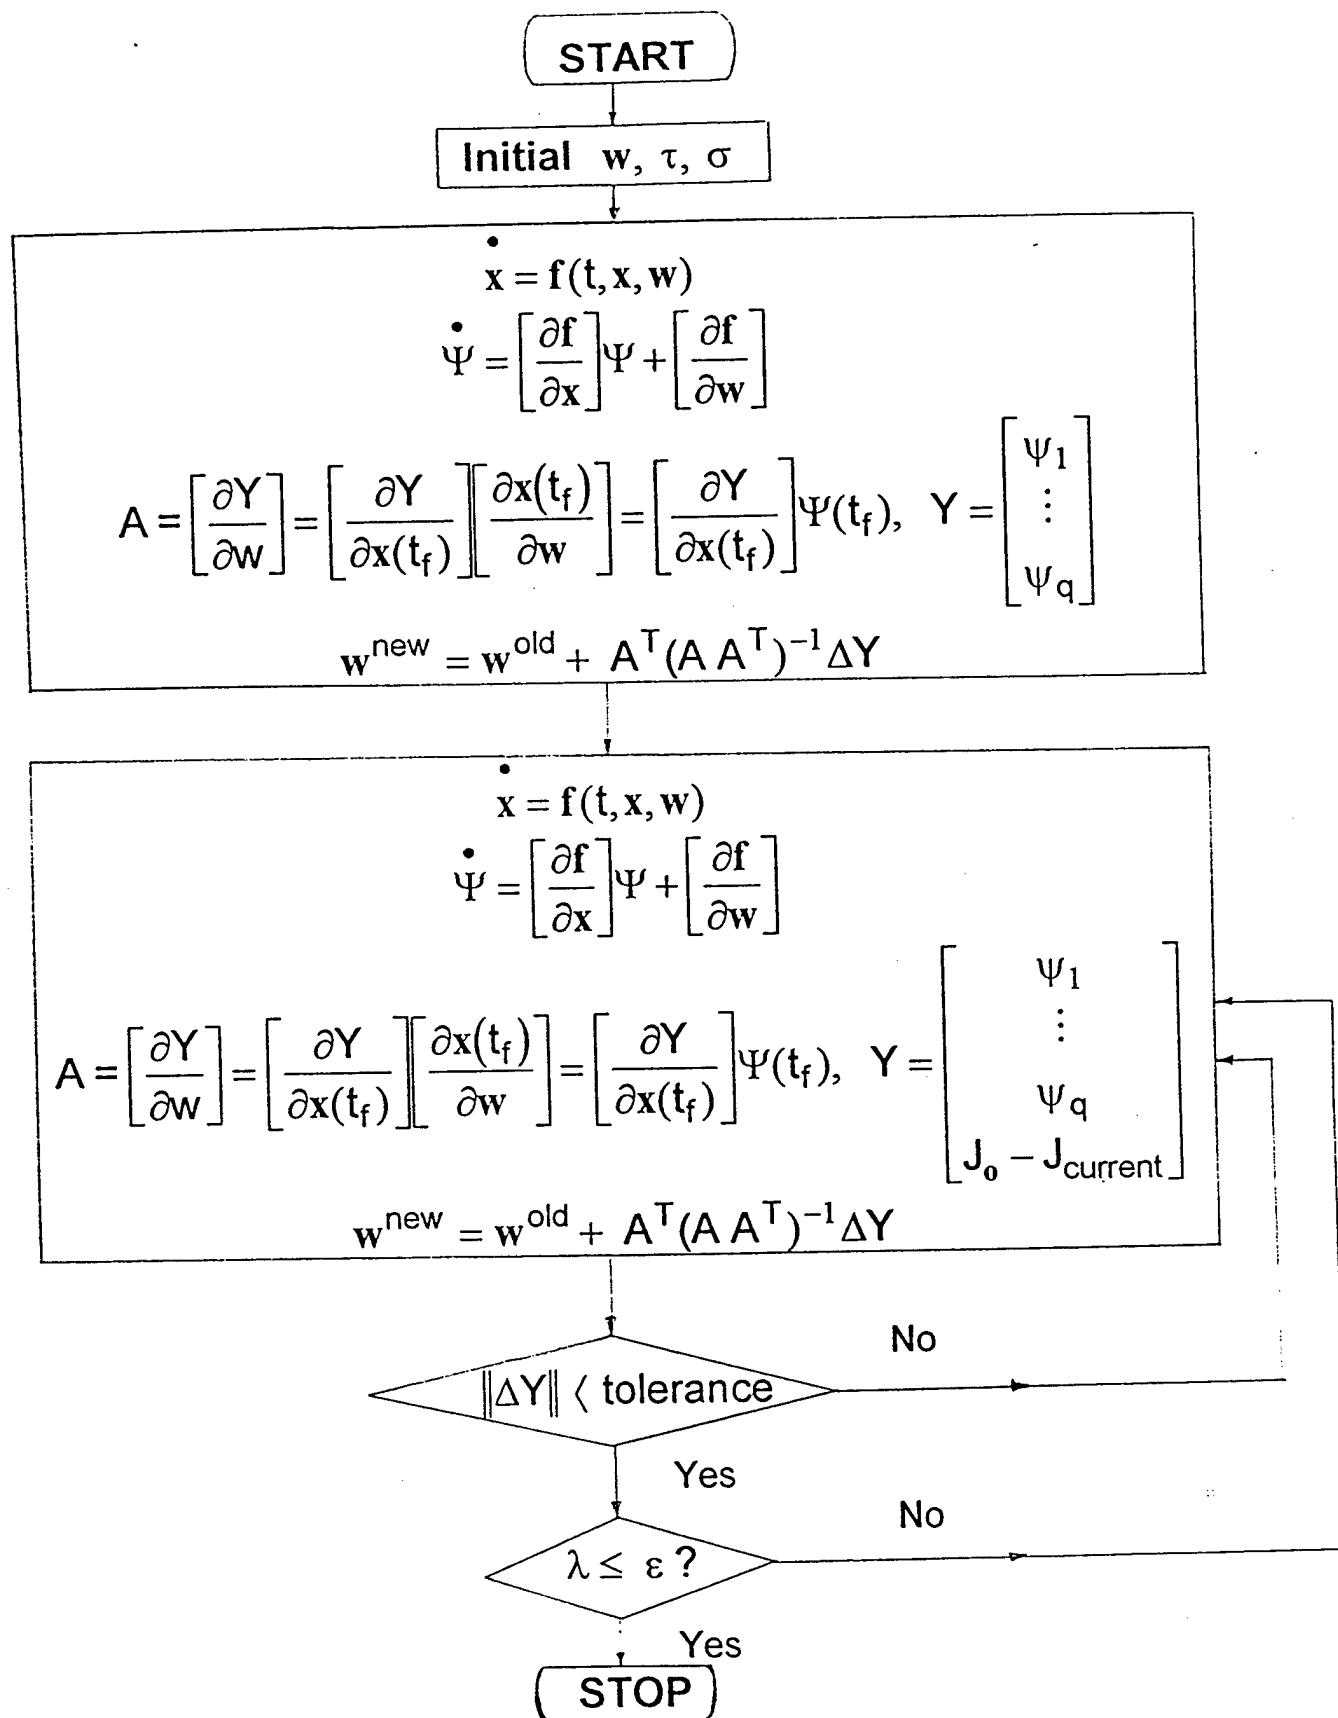 START
Initial w, τ, σ
ẋ = f(t, x, w)
Ψ̇ = [∂f/∂x]Ψ + [∂f/∂w]
A = [∂Y/∂w] = [∂Y/∂x(t_f)][∂x(t_f)/∂w] = [∂Y/∂x(t_f)]Ψ(t_f), Y = [ψ_1 ⋮ ψ_q]
w^new = w^old + A^T(A A^T)^−1 ΔY
ẋ = f(t, x, w)
Ψ̇ = [∂f/∂x]Ψ + [∂f/∂w]
A = [∂Y/∂w] = [∂Y/∂x(t_f)][∂x(t_f)/∂w] = [∂Y/∂x(t_f)]Ψ(t_f), Y = [ψ_1 ⋮ ψ_q J_o − J_current]
w^new = w^old + A^T(A A^T)^−1 ΔY
No
‖ΔY‖ ⟨ tolerance
Yes
No
λ ≤ ε ?
Yes
STOP